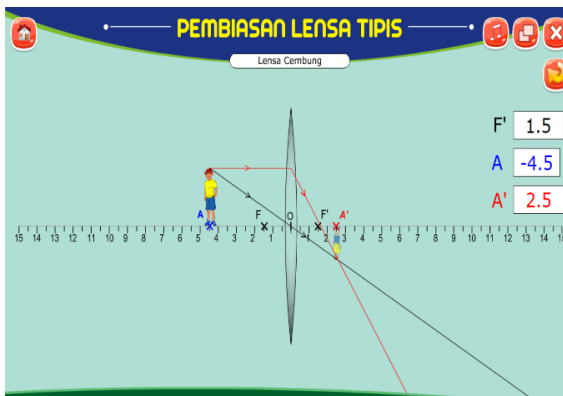 PEMBIASAN LENSA TIPIS
Lensa Cembung
F' 1.5
A -4.5
A' 2.5
A F O F' A'
15 14 13 12 11 10 9 8 7 6 5 4 3 2 1 0 1 2 3 4 5 6 7 8 9 10 11 12 13 14 15